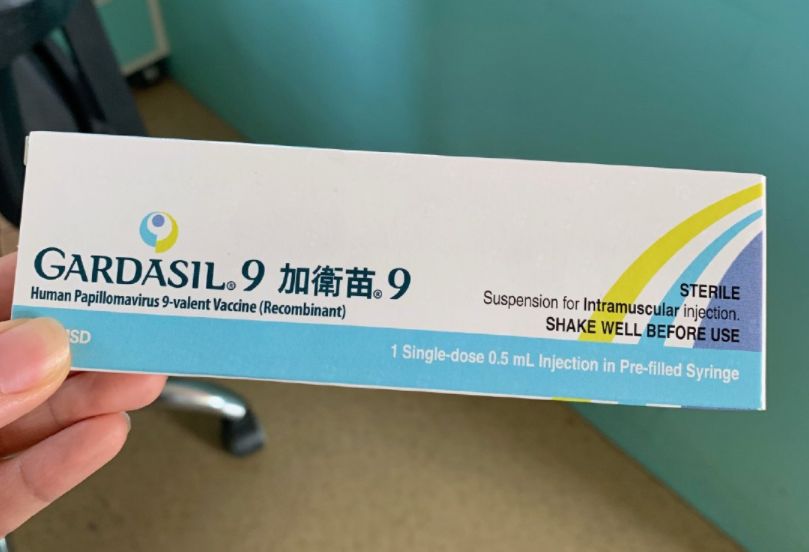 GARDASIL®9 加衛苗®9
Human Papillomavirus 9-valent Vaccine (Recombinant)
STERILE
Suspension for Intramuscular injection.
SHAKE WELL BEFORE USE
1 Single-dose 0.5 mL Injection in Pre-filled Syringe